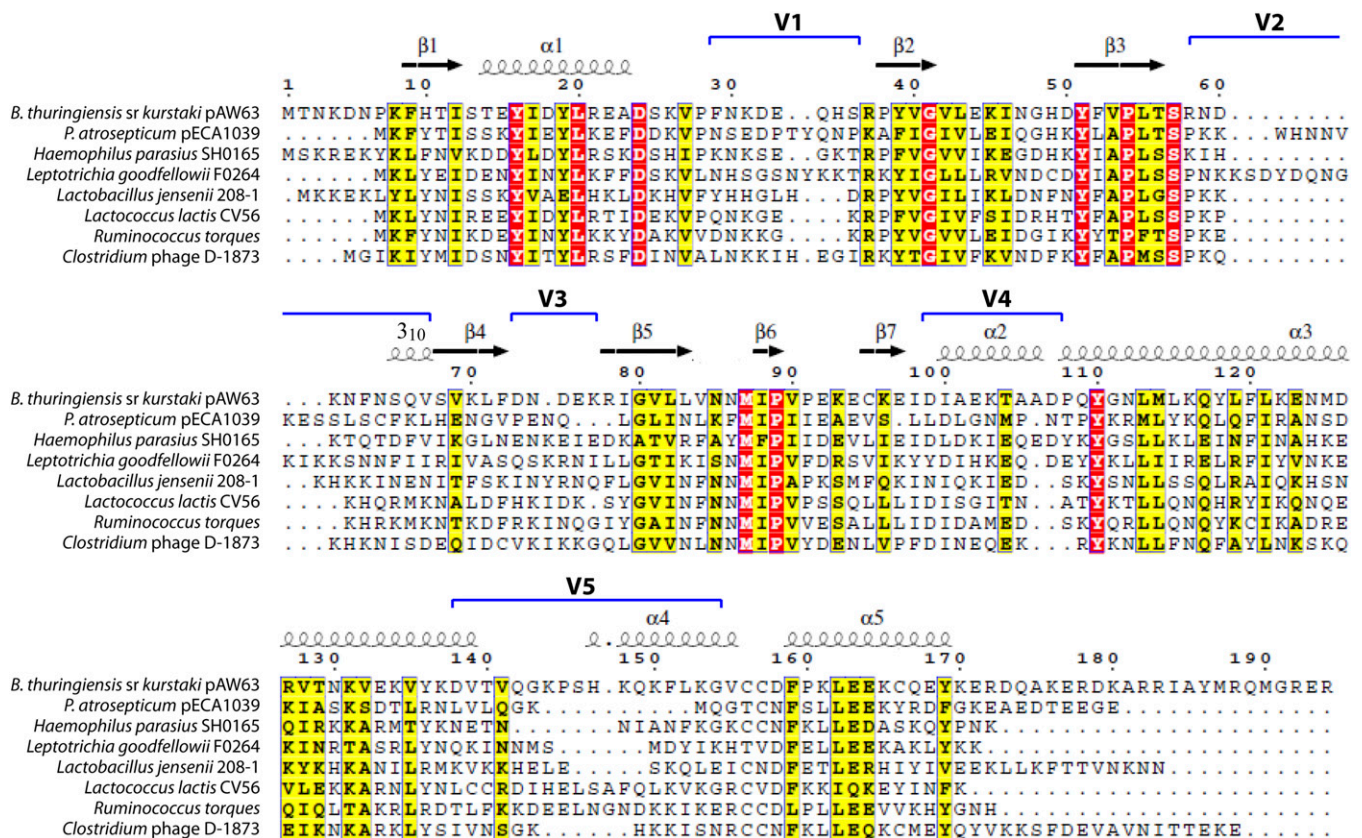 V1 V2
β1 α1 β2 β3
1 10 20 30 40 50 60
B. thuringiensis sr kurstaki pAW63 MTNKDNPKFHTISTEYIDYLREADSKVPFNKDE..QHSRPYVGVLEKINGHDYFVPLTSRND........
P. atrosepticum pECA1039 ......MKFYTISSKYIEYLKEFDDKVPNSEDPTYQNPKAFIGIVLEIQGHKYLAPLTSPKK...WHNNV
Haemophilus parasius SH0165 MSKREKYKLFNVKDDYLDYLRSKDSHIPKNKSE..GKTRPFVGVVIKEGDHKYIAPLSSKIH........
Leptotrichia goodfellowii F0264 ......MKLYEIDENYINYLKKFFDSKVLNHSGSNYKKTRKYIGLLLRVNDCDYIAPLSSPNKKSDYDQNG
Lactobacillus jensenii 208-1 .MKKEKLYLYNISSKYVAELHKLDKHVFYHHGLH...DRPYVGILIKLDNFNYFAPLGSPKK........
Lactococcus lactis CV56 ......MKLYNIREEYIDYLRTIDEKVPQNKGE....KRPFVGIVFSIDRHTYFAPLSSPKP........
Ruminococcus torques ......MKFYNIKDEYINYLKKYDAKVVDNKKG....KRPYVGVVLEIDGIKYYTPFTSPKE........
Clostridium phage D-1873 ....MGIKIYMIDSNYITYLRSFDINVALNKKIH.EGIRKYTGIVFKVNDFKYFAPMSSPKQ........
V3 V4
3₁₀ β4 β5 β6 β7 α2 α3
70 80 90 100 110 120
B. thuringiensis sr kurstaki pAW63 ...KNFNSQVSVKLFDN.DEKRIGVLLVNNMIPVPEKECKEIDIAEKTAADPQYGNLMLKQYLFLKENMD
P. atrosepticum pECA1039 KESSLSCFKLHENGVPENQ...LGLINLKFMIPIIEAEVS.LLDLGNMP.NTPYKRMLYKQLQFIRANSD
Haemophilus parasius SH0165 ...KTQTDFVIKGLNENKEIEDKATVRFAYMFPIIDEVLIEIDLDKIEQEDYKYGSLLKLEINFINAHKE
Leptotrichia goodfellowii F0264 KIKKSNNFIIRIVASQSKRNILLGTIKISNMIPVFDRSVIKYYDIHKEQ.DEYYKLLIIRELRFIYVNKE
Lactobacillus jensenii 208-1 ..KHKKINENITFSKINYRNQFLGVINFNNMIPAPKSMFQKINIQKIED..SKYSNLLSSQLRAIQKHSN
Lactococcus lactis CV56 ....KHQMKNALDFHKIDK.SYGVINLNNMIPVPSSQLLLIDISGITN..ATYKTLLQNQHRYIKQNQE
Ruminococcus torques ....KHRKMKNTKDFRKINQGIYGAINFNNMIPVVESALLLIDIDAMED..SKYQRLLQNQYKCIKADRE
Clostridium phage D-1873 ...KHKNISDEQIDCVKIKKGQLGVVNLNNMIPVYDENLVPFDINEQEK...RYKNLLFNQFAYLNKSKQ
V5
α4 α5
130 140 150 160 170 180 190
B. thuringiensis sr kurstaki pAW63 RVTNKVEKVYKDVTVQGKPSH.KQKFLKGVCCDFPKLEEKCQEYKERDQAKERDKARRIAYMRQMGRER
P. atrosepticum pECA1039 KIASKSDTLRNLVLQGK.......MQGTCNFSLLEEKYRDFGKEAEDTEEGE.................
Haemophilus parasius SH0165 QIRKKARMTYKNETN.......NIANFKGKCCNFKLLEDASKQYPNK......................
Leptotrichia goodfellowii F0264 KINRTASRLYNQKINNMS......MDYIKHTVDFELLEEKAKLYKK.......................
Lactobacillus jensenii 208-1 KYKHKANILRMKVKKHELE.....SKQLEICNDFETLERHIYIVEEKLLKFTTVNKNN...........
Lactococcus lactis CV56 VLEKKARNLYNLCCRDIHELSAFQLKVKGRTCVDFKKIQKEYINFK.......................
Ruminococcus torques QIQLTAKRLRDTLFKKDEELNGNDKKIKERCCDLPLLEEVVKHYGNH......................
Clostridium phage D-1873 EIKNKARKLYSIVNSGK.....HKKISNRCCNFKLLEQKCMEYQYVKKSFDEVAVNITTEKE.......